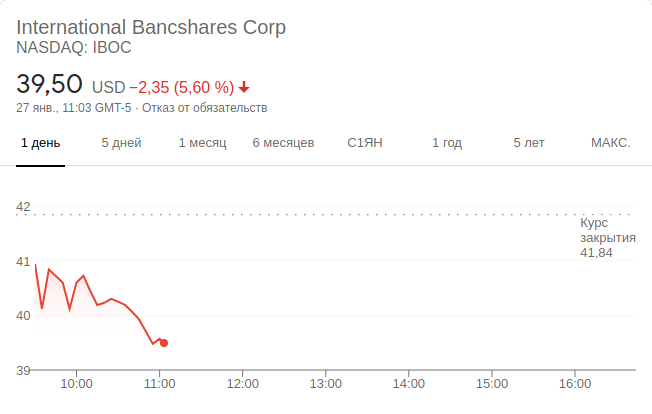 International Bancshares Corp
NASDAQ: IBOC
39,50 USD −2,35 (5,60 %)
27 янв., 11:03 GMT-5 · Отказ от обязательств
1 день 5 дней 1 месяц 6 месяцев С1ЯН 1 год 5 лет МАКС.
42
Курс
закрытия
41,84
41
40
39
10:00 11:00 12:00 13:00 14:00 15:00 16:00